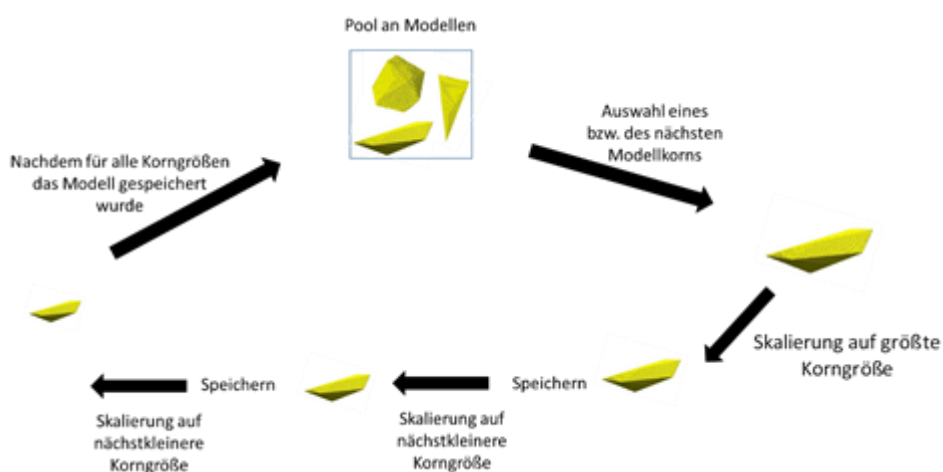 Pool an Modellen
Auswahl eines
bzw. des nächsten
Modellkorns
Skalierung auf größte
Korngröße
Speichern
Skalierung auf
nächstkleinere
Korngröße
Speichern
Skalierung auf
nächstkleinere
Korngröße
Nachdem für alle Korngrößen
das Modell gespeichert
wurde